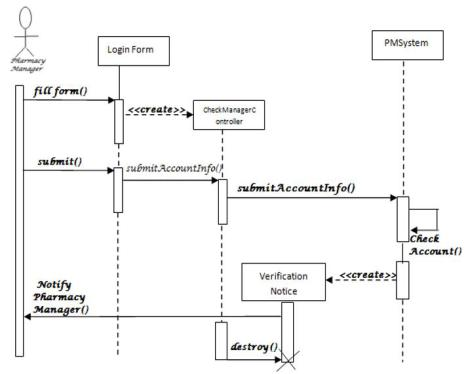 Pharmacy
Manager
Login Form
PMSystem
fill form()
<<create>>
CheckManagerC
ontroller
submit()
submitAccountInfo()
submitAccountInfo()
Check
Account()
Verification
Notice
<<create>>
Notify
Pharmacy
Manager()
destroy()